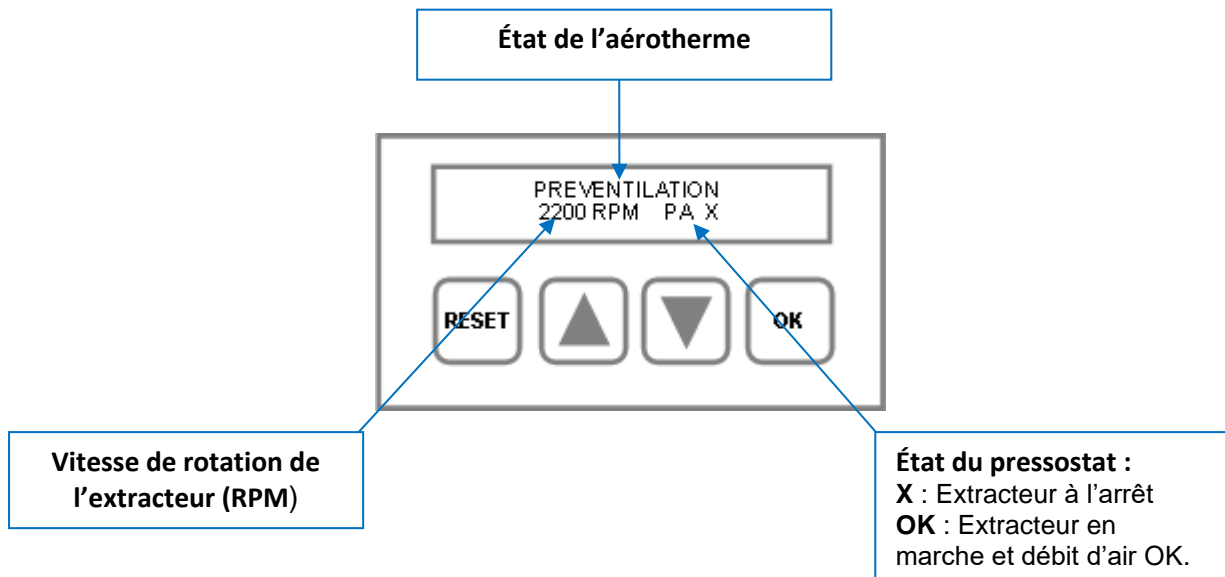 État de l’aérotherme
PREVENTILATION
2200 RPM PA X
RESET
OK
Vitesse de rotation de
l’extracteur (RPM)
État du pressostat :
X : Extracteur à l’arrêt
OK : Extracteur en
marche et débit d’air OK.